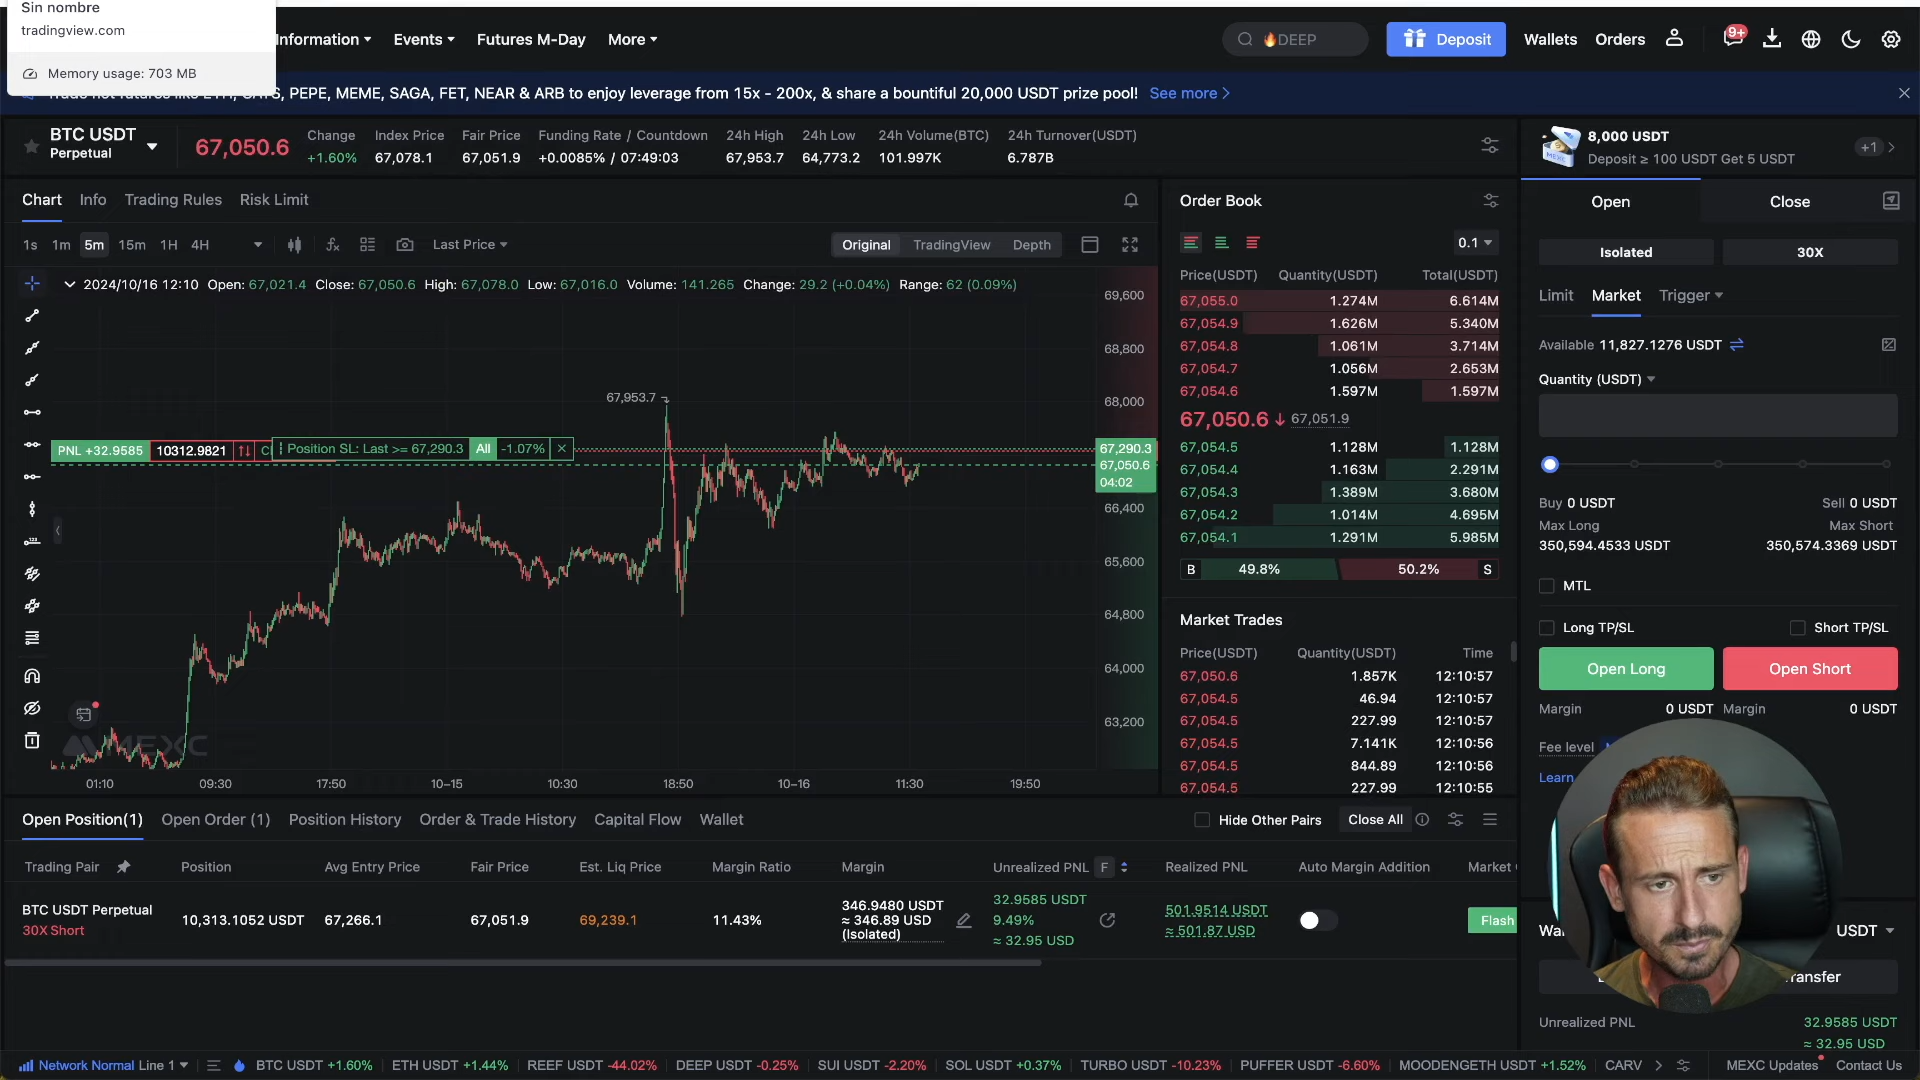 Sin nombre
tradingview.com
Memory usage: 703 MB
Information
Events
Futures M-Day
More
DEEP
Deposit
Wallets
Orders
9+
PEPE, MEME, SAGA, FET, NEAR & ARB to enjoy leverage from 15x - 200x, & share a bountiful 20,000 USDT prize pool! See more >
BTC USDT
Perpetual
67,050.6
Change
+1.60%
Index Price
67,078.1
Fair Price
67,051.9
Funding Rate / Countdown
+0.0085% / 07:49:03
24h High
67,953.7
24h Low
64,773.2
24h Volume(BTC)
101.997K
24h Turnover(USDT)
6.787B
8,000 USDT
Deposit ≥ 100 USDT Get 5 USDT
+1
Chart Info Trading Rules Risk Limit
1s 1m 5m 15m 1H 4H
Last Price
Original TradingView Depth
2024/10/16 12:10 Open: 67,021.4 Close: 67,050.6 High: 67,078.0 Low: 67,016.0 Volume: 141.265 Change: 29.2 (+0.04%) Range: 62 (0.09%)
69,600
68,800
68,000
67,953.7
PNL +32.9585 10312.9821 Position SL: Last >= 67,290.3 All -1.07%
67,290.3
67,050.6
04:02
66,400
65,600
64,800
64,000
63,200
MEXC
01:10 09:30 17:50 10-15 10:30 18:50 10-16 11:30 19:50
Order Book
0.1
Price(USDT) Quantity(USDT) Total(USDT)
67,055.0 1.274M 6.614M
67,054.9 1.626M 5.340M
67,054.8 1.061M 3.714M
67,054.7 1.056M 2.653M
67,054.6 1.597M 1.597M
67,050.6 67,051.9
67,054.5 1.128M 1.128M
67,054.4 1.163M 2.291M
67,054.3 1.389M 3.680M
67,054.2 1.014M 4.695M
67,054.1 1.291M 5.985M
B 49.8% 50.2% S
Market Trades
Price(USDT) Quantity(USDT) Time
67,050.6 1.857K 12:10:57
67,054.5 46.94 12:10:57
67,054.5 227.99 12:10:57
67,054.5 7.141K 12:10:56
67,054.5 844.89 12:10:56
67,054.5 227.99 12:10:55
Open Close
Isolated 30X
Limit Market Trigger
Available 11,827.1276 USDT
Quantity (USDT)
Buy 0 USDT Sell 0 USDT
Max Long Max Short
350,594.4533 USDT 350,574.3369 USDT
MTL
Long TP/SL Short TP/SL
Open Long Open Short
Margin 0 USDT Margin 0 USDT
Fee level
Learn
Open Position(1) Open Order (1) Position History Order & Trade History Capital Flow Wallet
Hide Other Pairs Close All
Trading Pair Position Avg Entry Price Fair Price Est. Liq Price Margin Ratio Margin Unrealized PNL F Realized PNL Auto Margin Addition Market
BTC USDT Perpetual
30X Short
10,313.1052 USDT
67,266.1
67,051.9
69,239.1
11.43%
346.9480 USDT
≈ 346.89 USD
(Isolated)
32.9585 USDT
9.49%
≈ 32.95 USD
501.9514 USDT
≈ 501.87 USD
Flash
USDT
Unrealized PNL 32.9585 USDT
≈ 32.95 USD
Network Normal Line 1
BTC USDT +1.60% ETH USDT +1.44% REEF USDT -44.02% DEEP USDT -0.25% SUI USDT -2.20% SOL USDT +0.37% TURBO USDT -10.23% PUFFER USDT -6.60% MOODENGETH USDT +1.52% CARV
MEXC Updates Contact Us